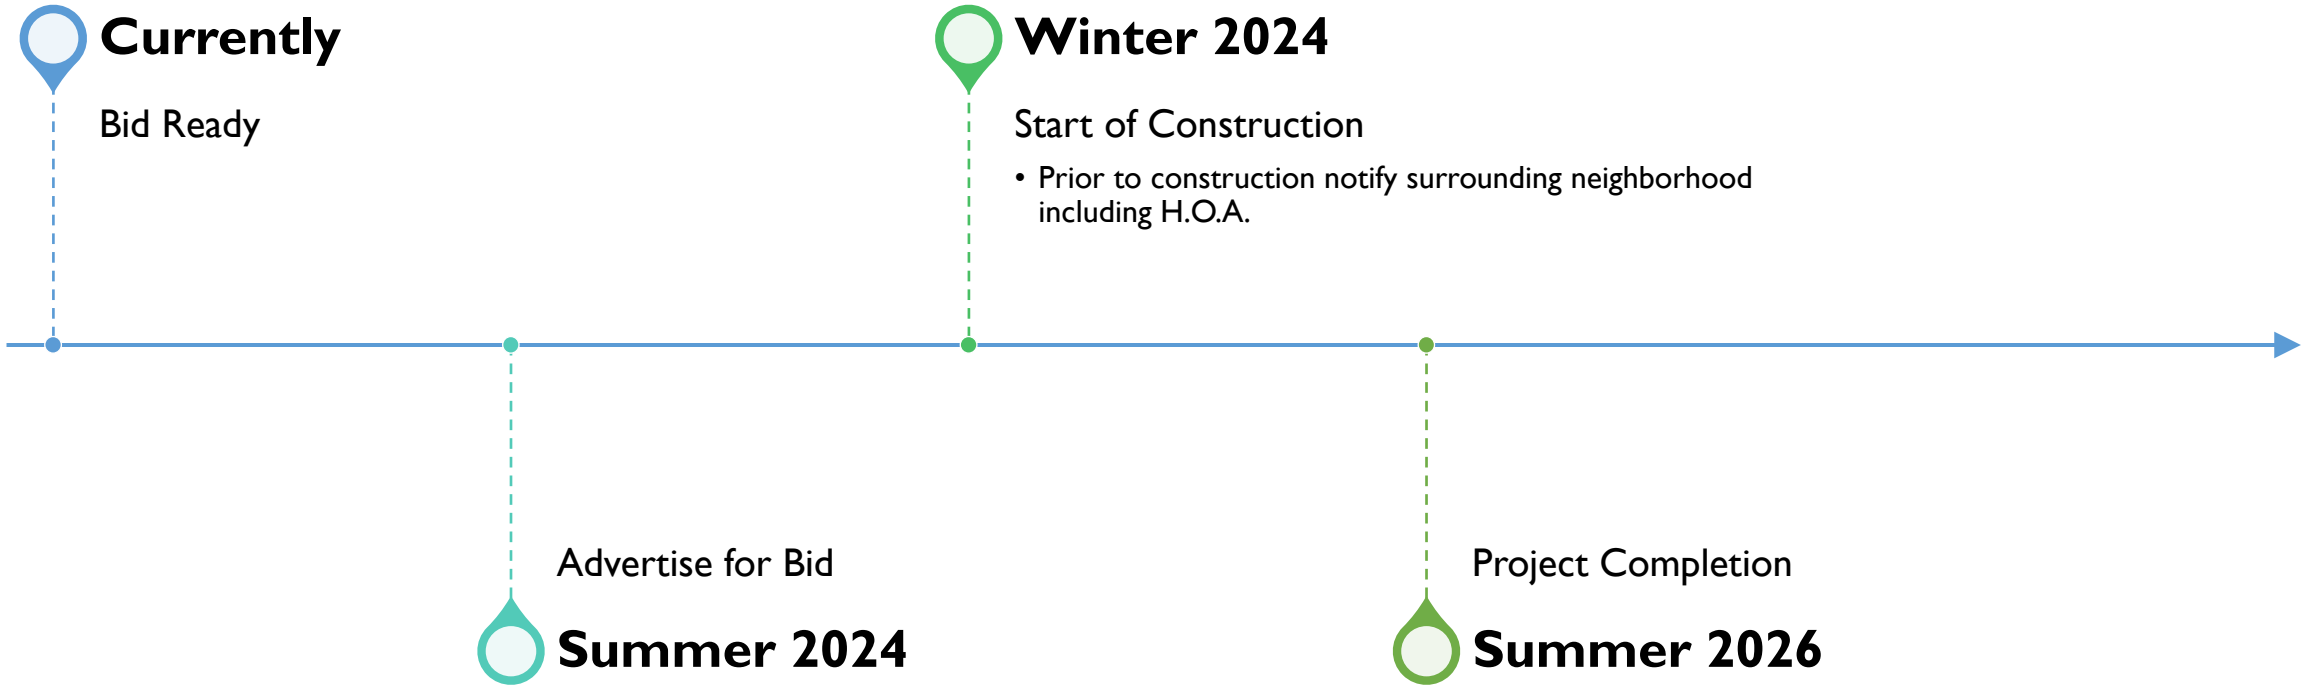 Currently
Bid Ready
Winter 2024
Start of Construction
• Prior to construction notify surrounding neighborhood
including H.O.A.
Advertise for Bid
Summer 2024
Project Completion
Summer 2026